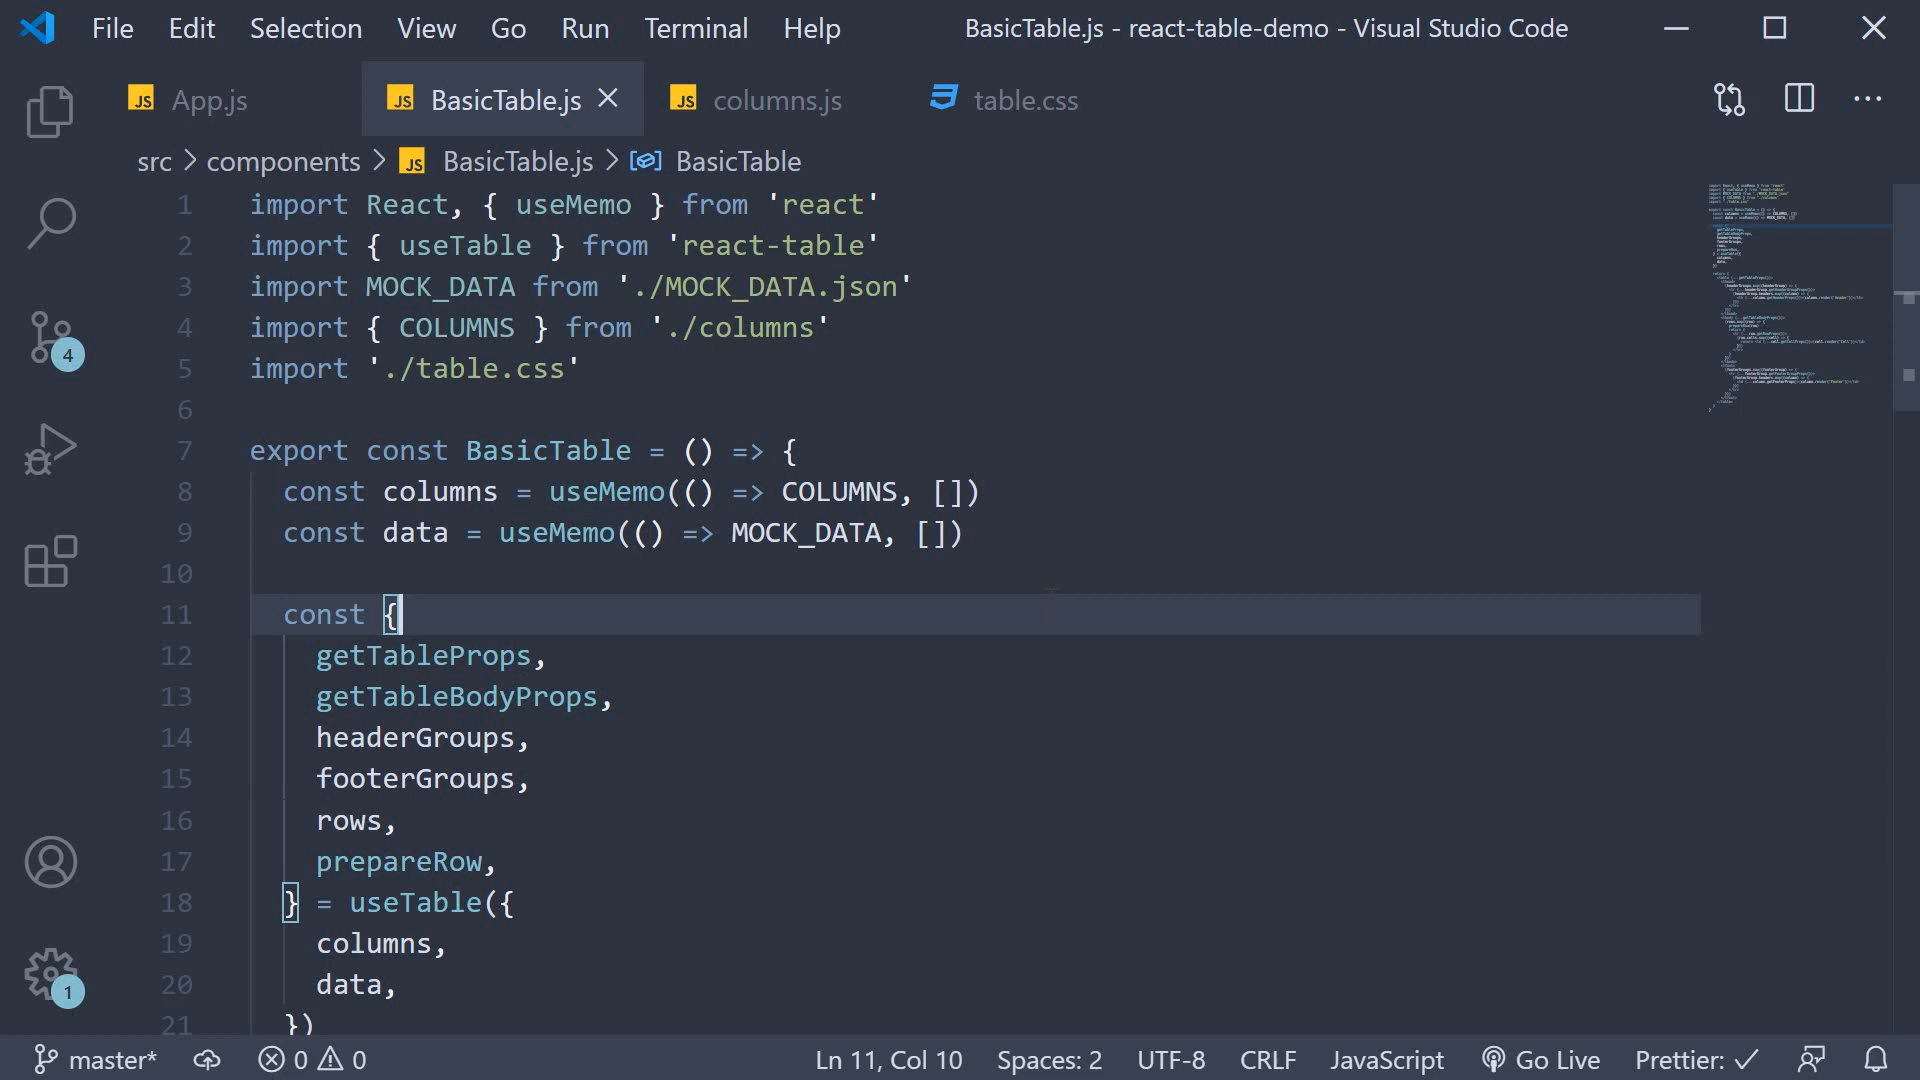 File Edit Selection View Go Run Terminal Help BasicTable.js - react-table-demo - Visual Studio Code
JS App.js JS BasicTable.js JS columns.js table.css
src > components > JS BasicTable.js > BasicTable
1 import React, { useMemo } from 'react'
2 import { useTable } from 'react-table'
3 import MOCK_DATA from './MOCK_DATA.json'
4 import { COLUMNS } from './columns'
5 import './table.css'
6
7 export const BasicTable = () => {
8 const columns = useMemo(() => COLUMNS, [])
9 const data = useMemo(() => MOCK_DATA, [])
10
11 const {
12 getTableProps,
13 getTableBodyProps,
14 headerGroups,
15 footerGroups,
16 rows,
17 prepareRow,
18 } = useTable({
19 columns,
20 data,
21 })
4
1
master* 0 0 Ln 11, Col 10 Spaces: 2 UTF-8 CRLF JavaScript Go Live Prettier: ✓